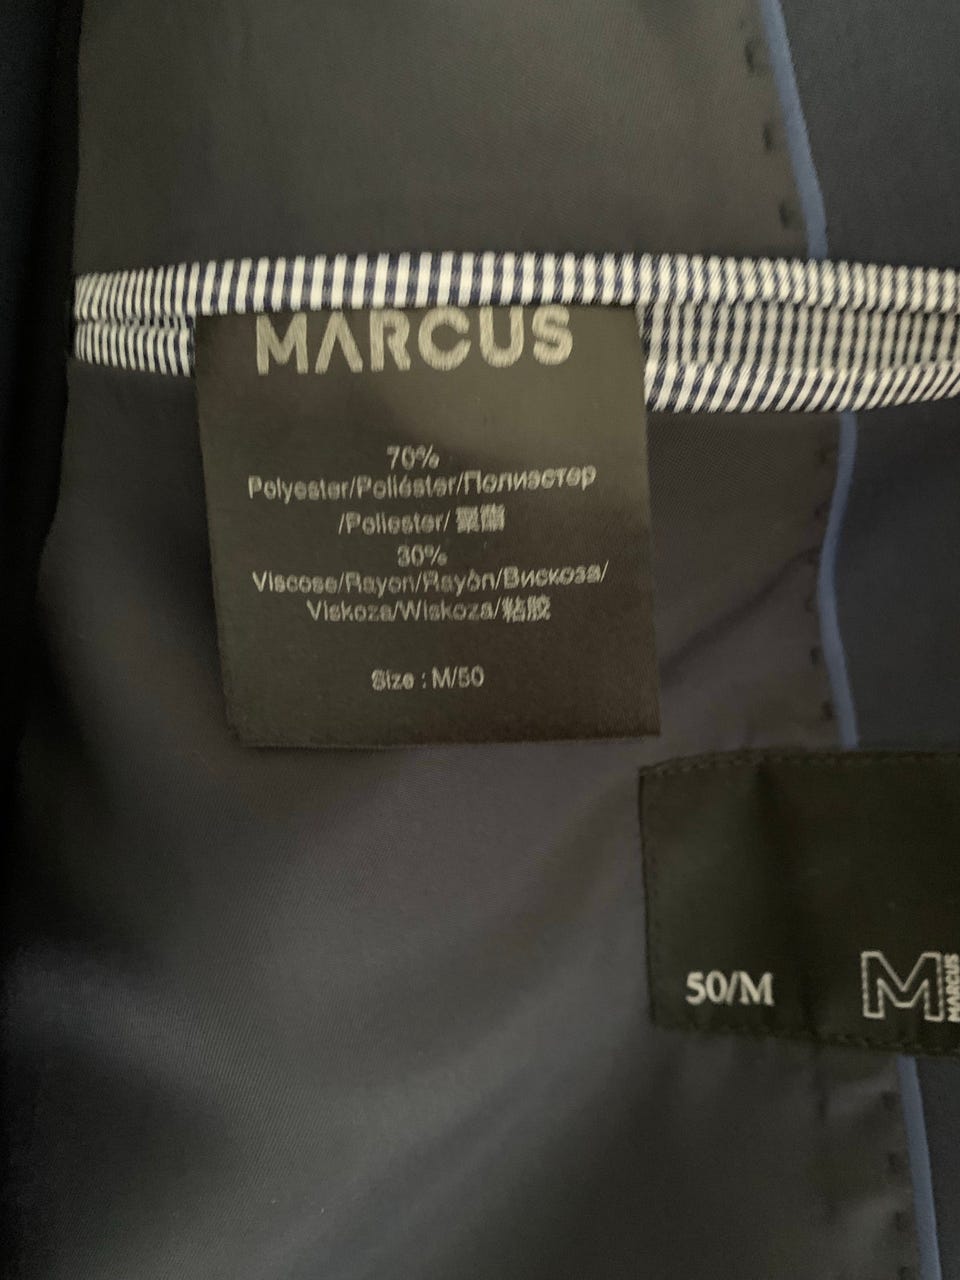 MARCUS
70%
Polyester/Poliéster/Полиэстер
/Poliester/聚酯
30%
Viscose/Rayon/Rayón/Вискоза/
Viskoza/Wiskoza/粘胶
Size : M/50
50/M
M
MARCUS